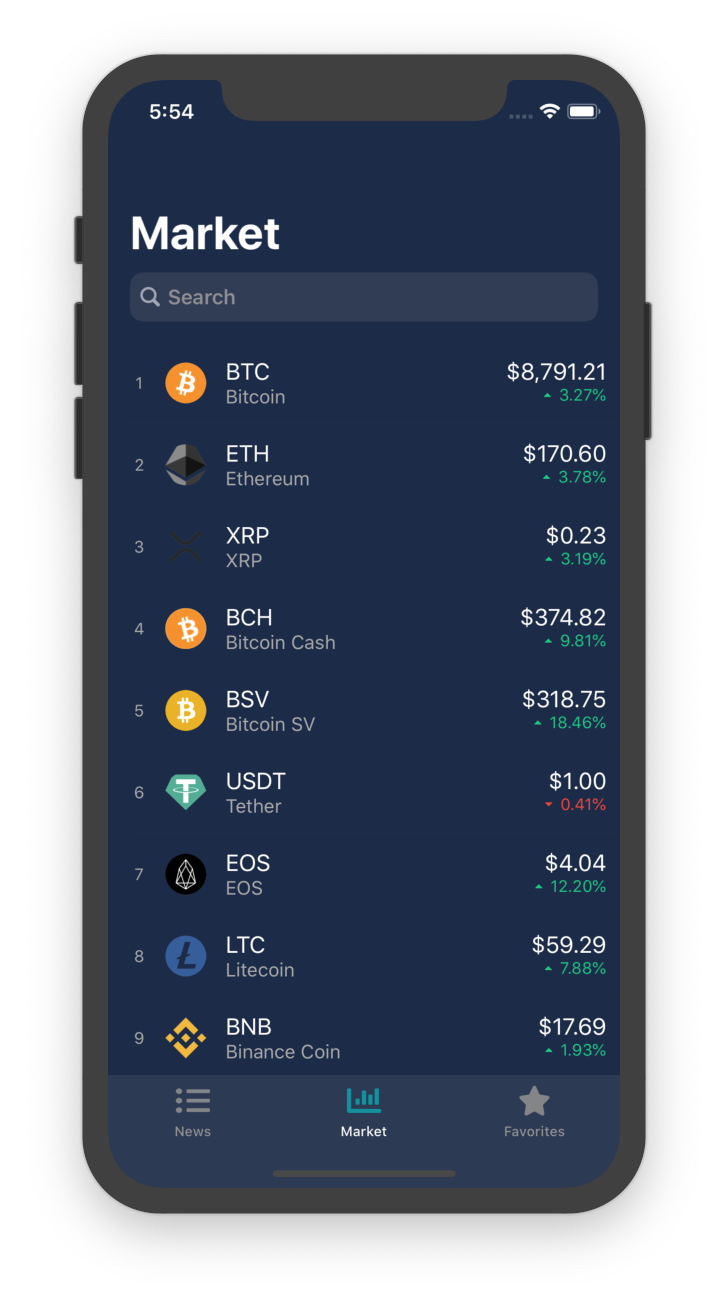 5:54
Market
Search
1 BTC $8,791.21
Bitcoin 3.27%
2 ETH $170.60
Ethereum 3.78%
3 XRP $0.23
XRP 3.19%
4 BCH $374.82
Bitcoin Cash 9.81%
5 BSV $318.75
Bitcoin SV 18.46%
6 USDT $1.00
Tether 0.41%
7 EOS $4.04
EOS 12.20%
8 LTC $59.29
Litecoin 7.88%
9 BNB $17.69
Binance Coin 1.93%
News Market Favorites